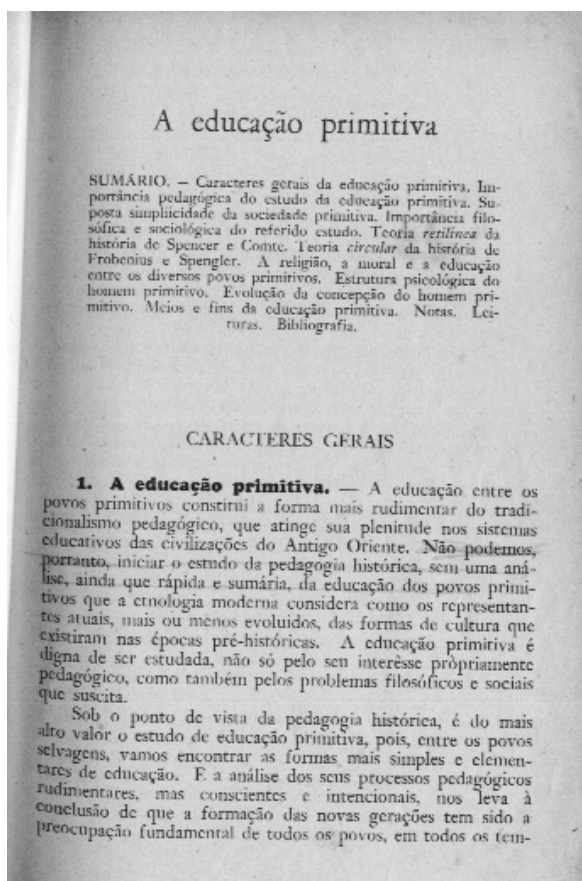 A educação primitiva
SUMÁRIO. — Caracteres gerais da educação primitiva. Im-
portância pedagógica do estudo da educação primitiva. Su-
posta simplicidade da sociedade primitiva. Importância filo-
sófica e sociológica do referido estudo. Teoria retilínea da
história de Spencer e Comte. Teoria circular da história de
Frobenius e Spengler. A religião, a moral e a educação
entre os diversos povos primitivos. Estrutura psicológica do
homem primitivo. Evolução da concepção do homem pri-
mitivo. Meios e fins da educação primitiva. Notas. Lei-
turas. Bibliografia.
CARACTERES GERAIS
1. A educação primitiva. — A educação entre os
povos primitivos constitui a forma mais rudimentar do tradi-
cionalismo pedagógico, que atinge sua plenitude nos sistemas
educativos das civilizações do Antigo Oriente. Não podemos,
portanto, iniciar o estudo da pedagogia histórica, sem uma aná-
lise, ainda que rápida e sumária, da educação dos povos primi-
tivos que a etnologia moderna considera como os representan-
tes atuais, mais ou menos evoluidos, das formas de cultura que
existiram nas épocas pré-históricas. A educação primitiva é
digna de ser estudada, não só pelo seu interêsse pròpriamente
pedagógico, como também pelos problemas filosóficos e sociais
que suscita.
Sob o ponto de vista da pedagogia histórica, é do mais
alto valor o estudo de educação primitiva, pois, entre os povos
selvagens, vamos encontrar as formas mais simples e elemen-
tares de educação. E a análise dos seus processos pedagógicos
rudimentares, mas conscientes e intencionais, nos leva à
conclusão de que a formação das novas gerações tem sido a
preocupação fundamental de todos os povos, em todos os tem-